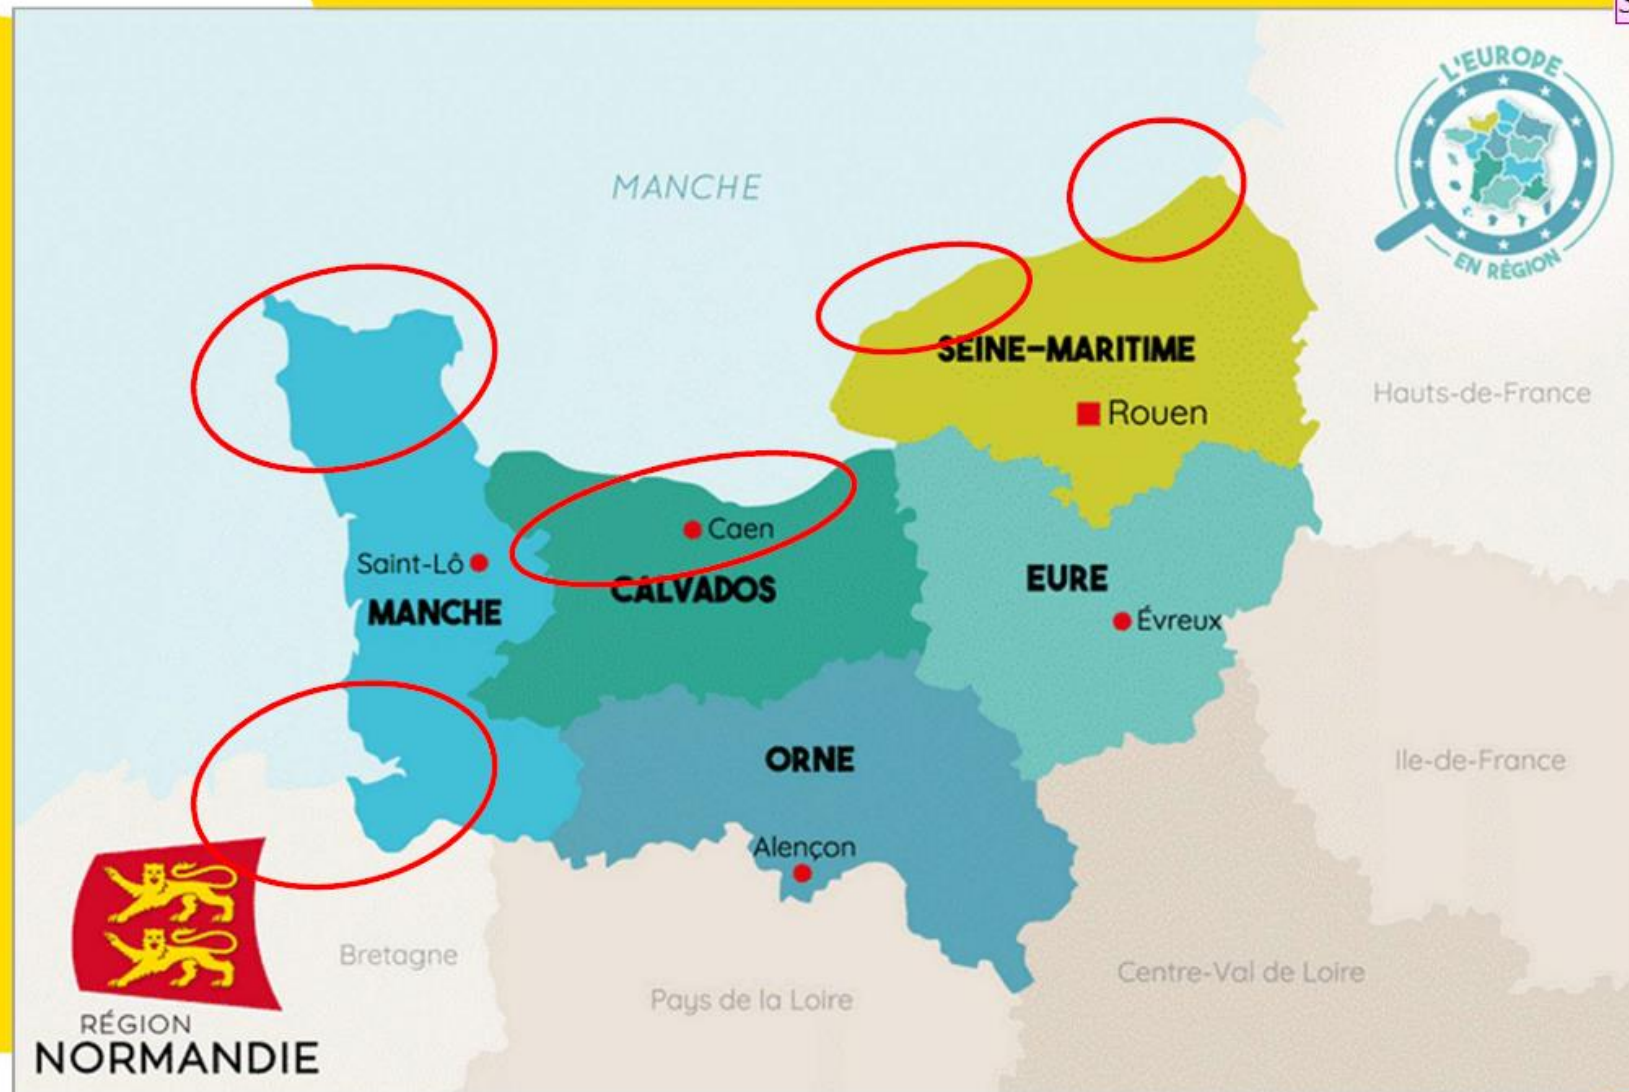 L'EUROPE
EN RÉGION
MANCHE
SEINE-MARITIME
Rouen
Hauts-de-France
Caen
Saint-Lô
MANCHE
CALVADOS
EURE
Évreux
ORNE
Ile-de-France
Alençon
Bretagne
Pays de la Loire
Centre-Val de Loire
RÉGION
NORMANDIE